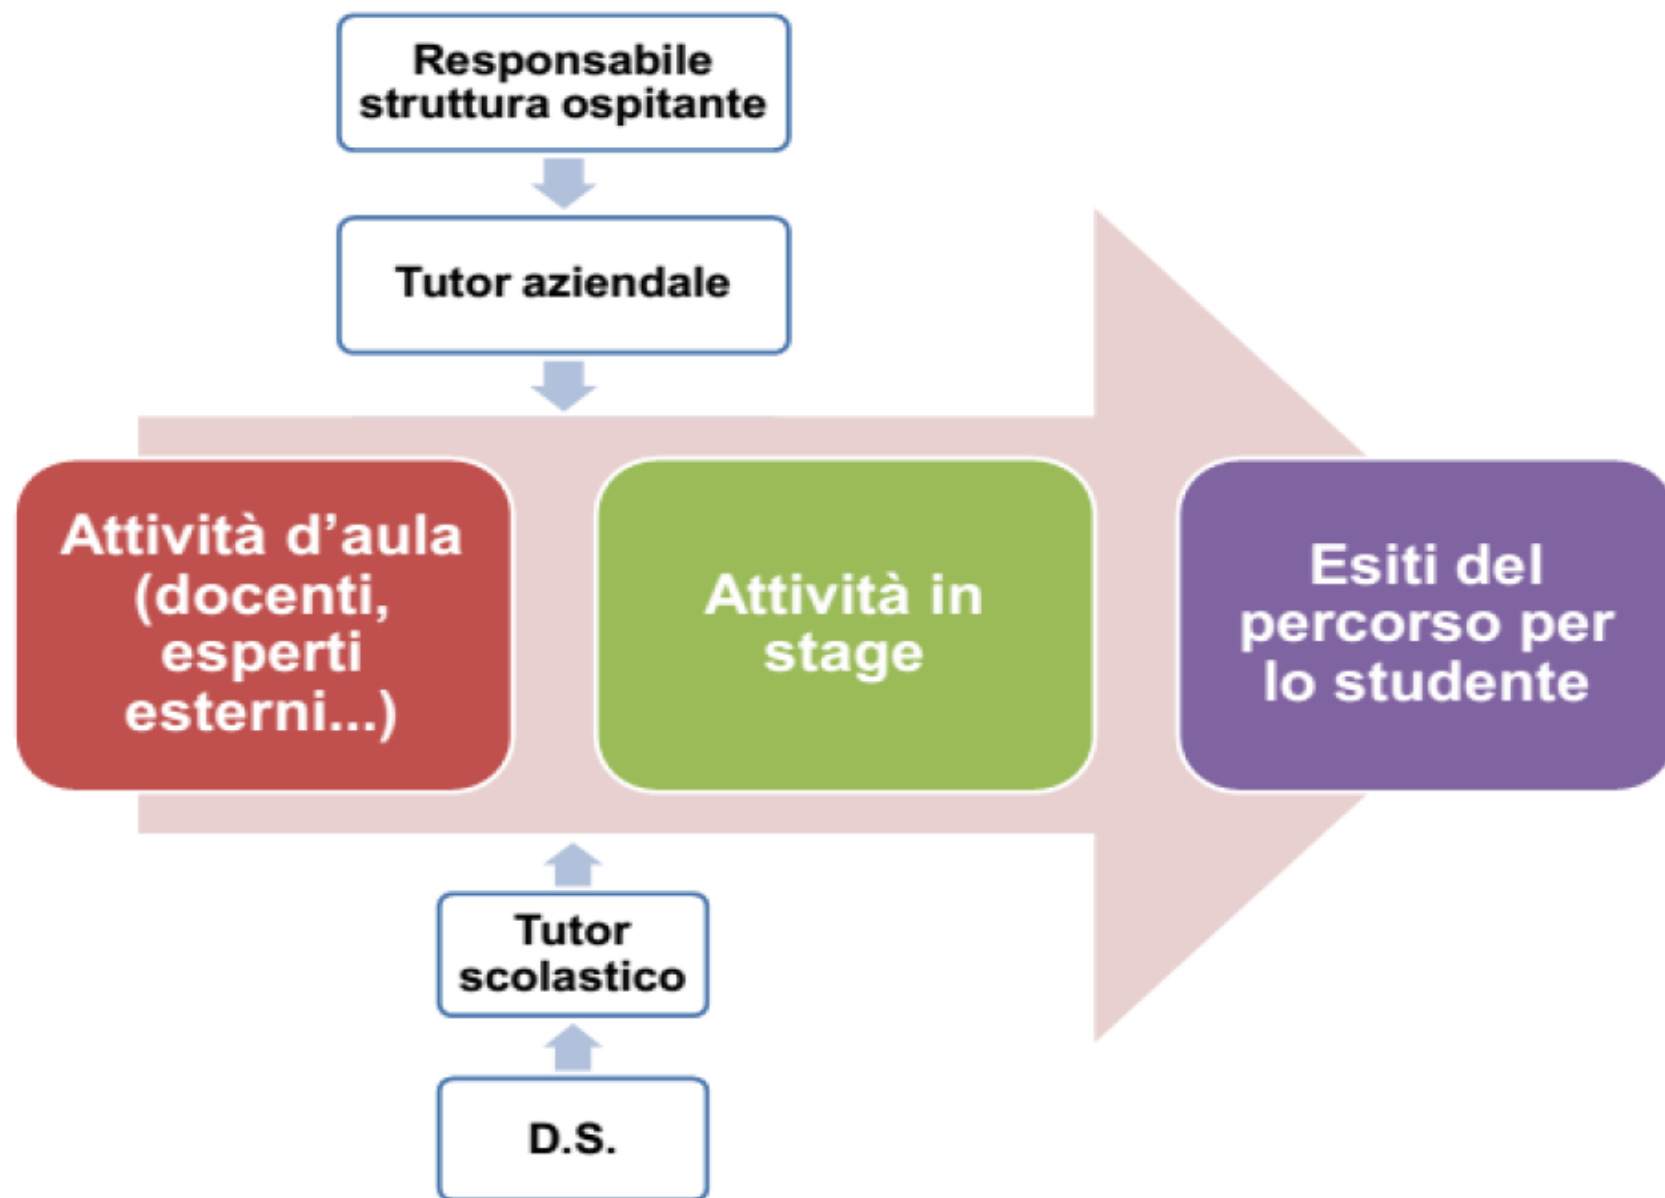 Responsabile
struttura ospitante
Tutor aziendale
Attività d’aula
(docenti,
esperti
esterni...)
Attività in
stage
Esiti del
percorso per
lo studente
Tutor
scolastico
D.S.